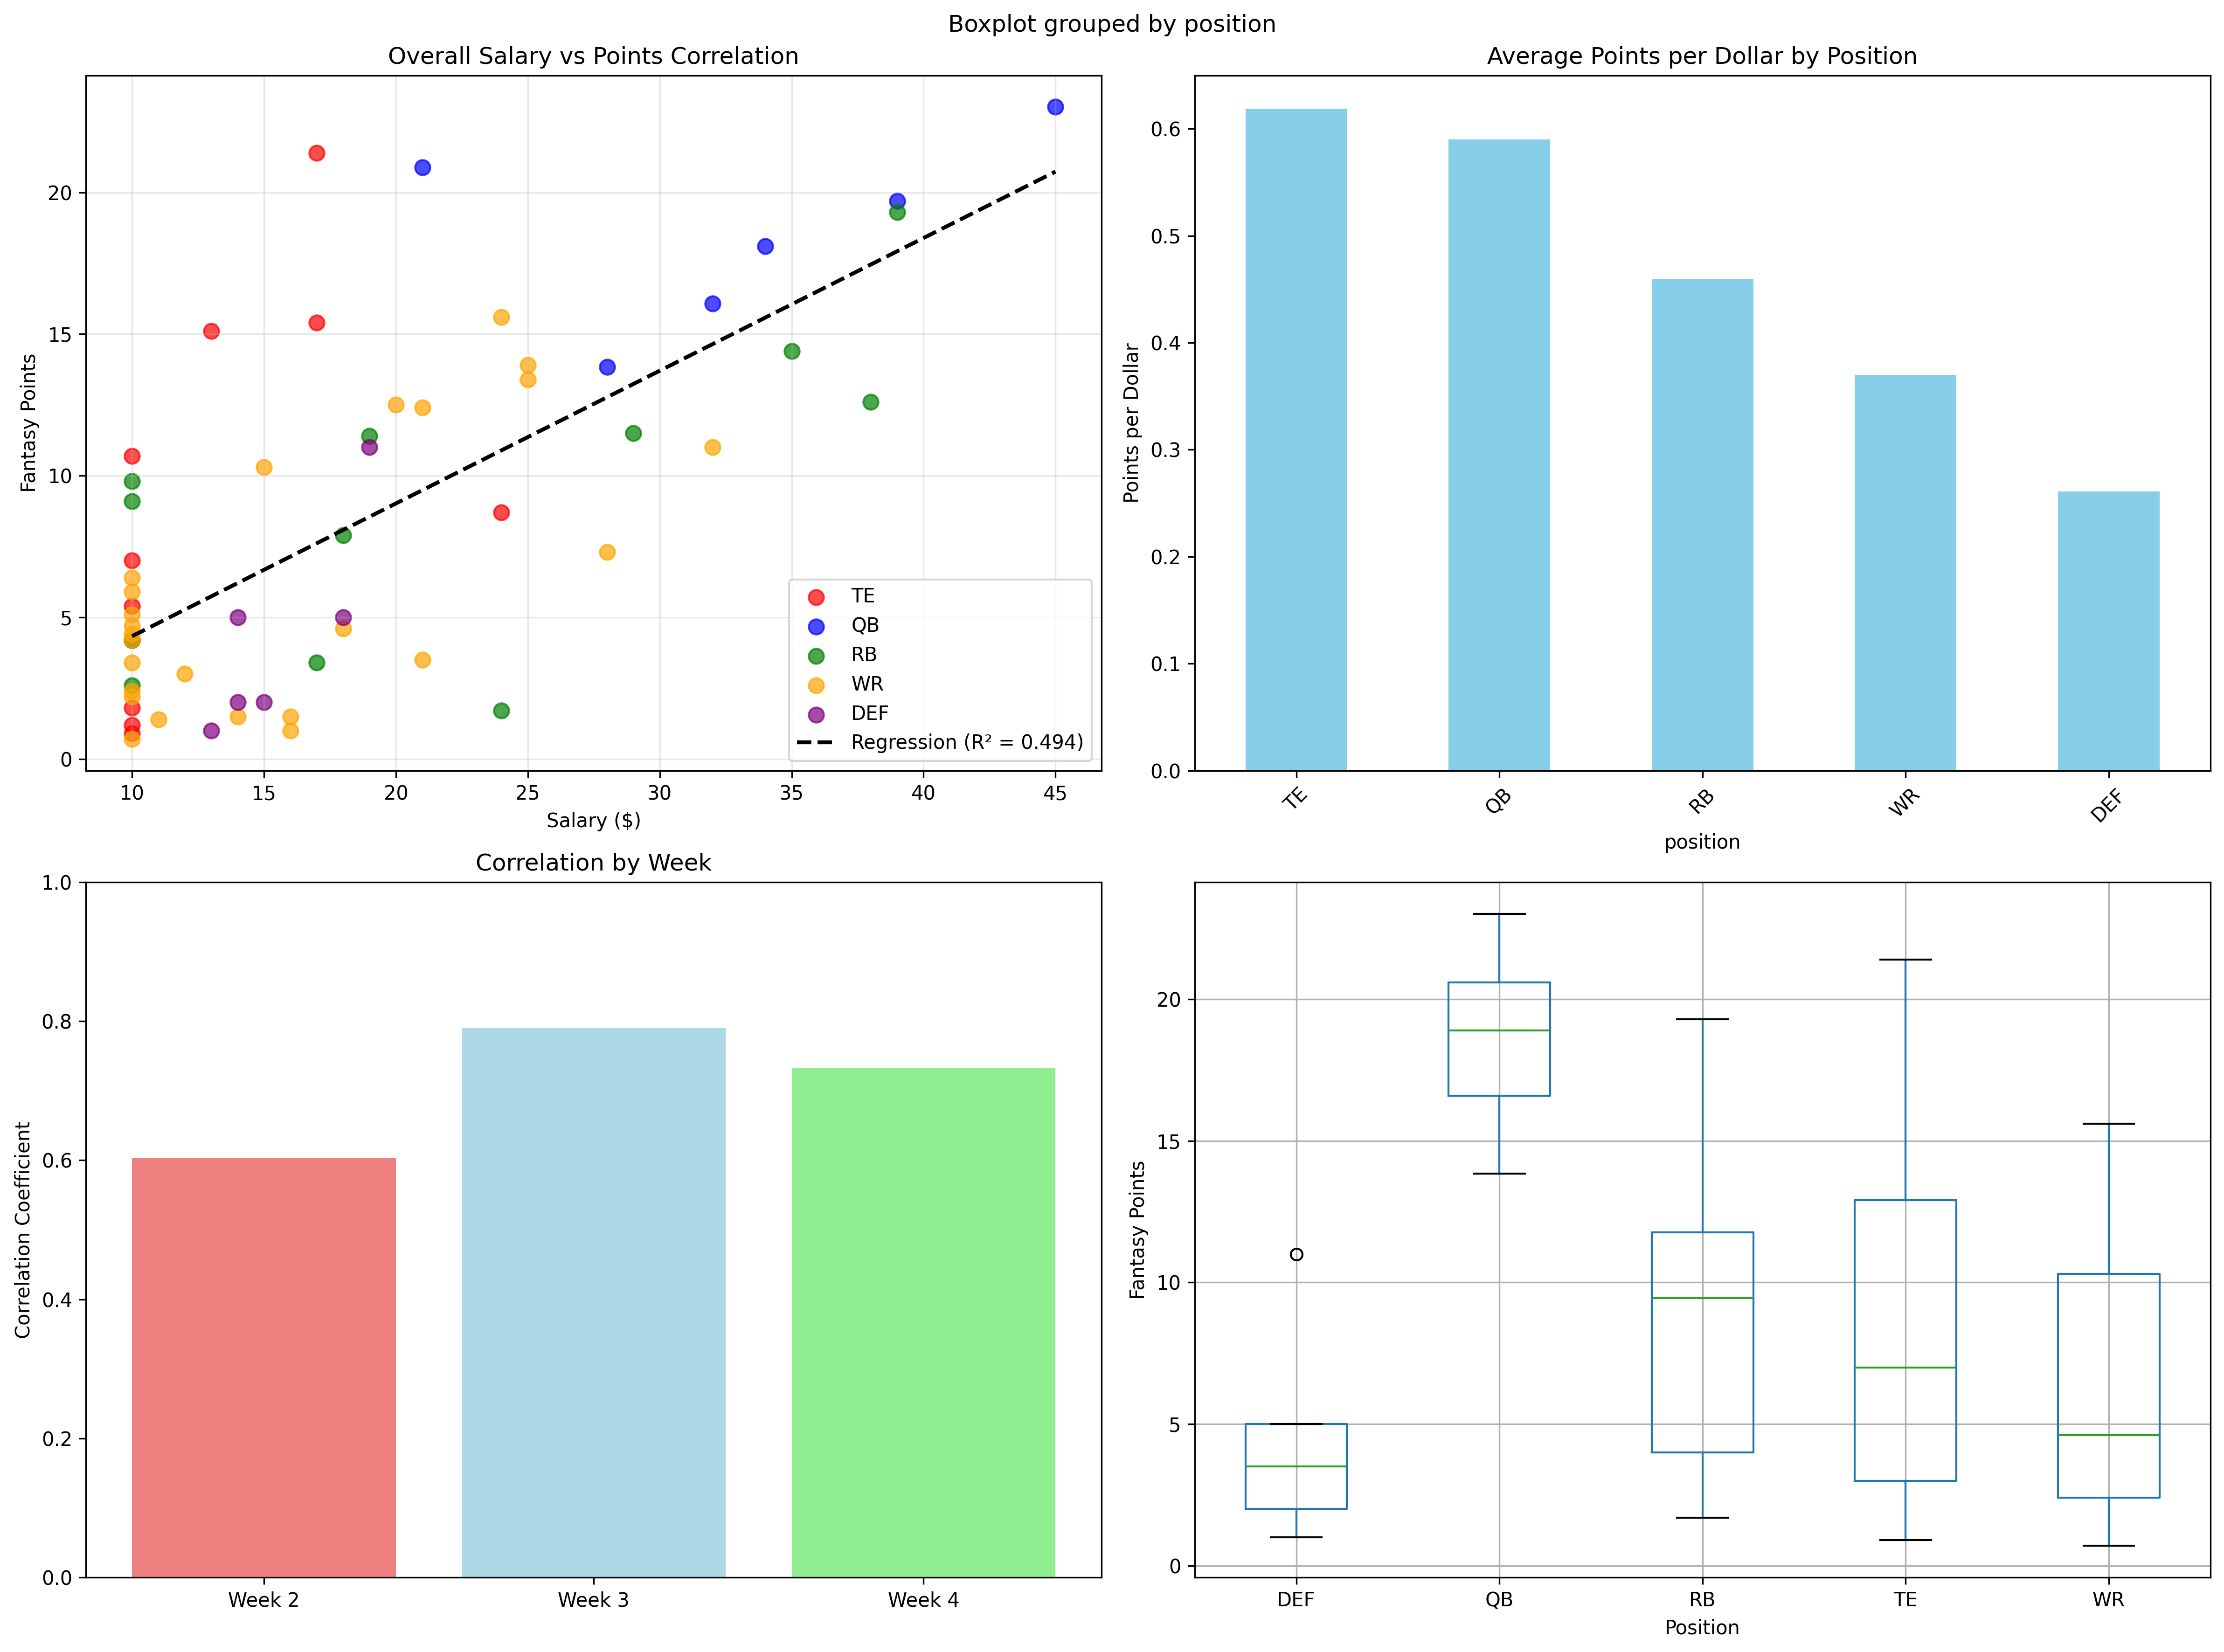 Boxplot grouped by position
Overall Salary vs Points Correlation
Fantasy Points
20
15
10
5
0
10 15 20 25 30 35 40 45
Salary ($)
TE
QB
RB
WR
DEF
Regression (R² = 0.494)
Average Points per Dollar by Position
Points per Dollar
0.6
0.5
0.4
0.3
0.2
0.1
0.0
TE QB RB WR DEF
position
Correlation by Week
Correlation Coefficient
1.0
0.8
0.6
0.4
0.2
0.0
Week 2 Week 3 Week 4
Fantasy Points
20
15
10
5
0
DEF QB RB TE WR
Position